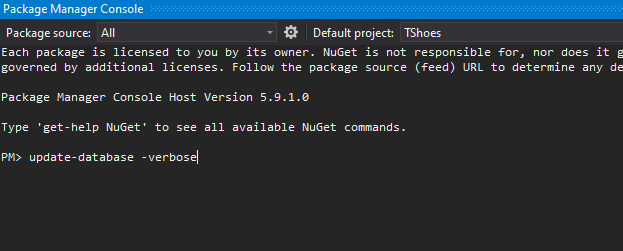 Package Manager Console
Package source: All Default project: TShoes
Each package is licensed to you by its owner. NuGet is not responsible for, nor does it g
governed by additional licenses. Follow the package source (feed) URL to determine any de
Package Manager Console Host Version 5.9.1.0
Type 'get-help NuGet' to see all available NuGet commands.
PM> update-database -verbose